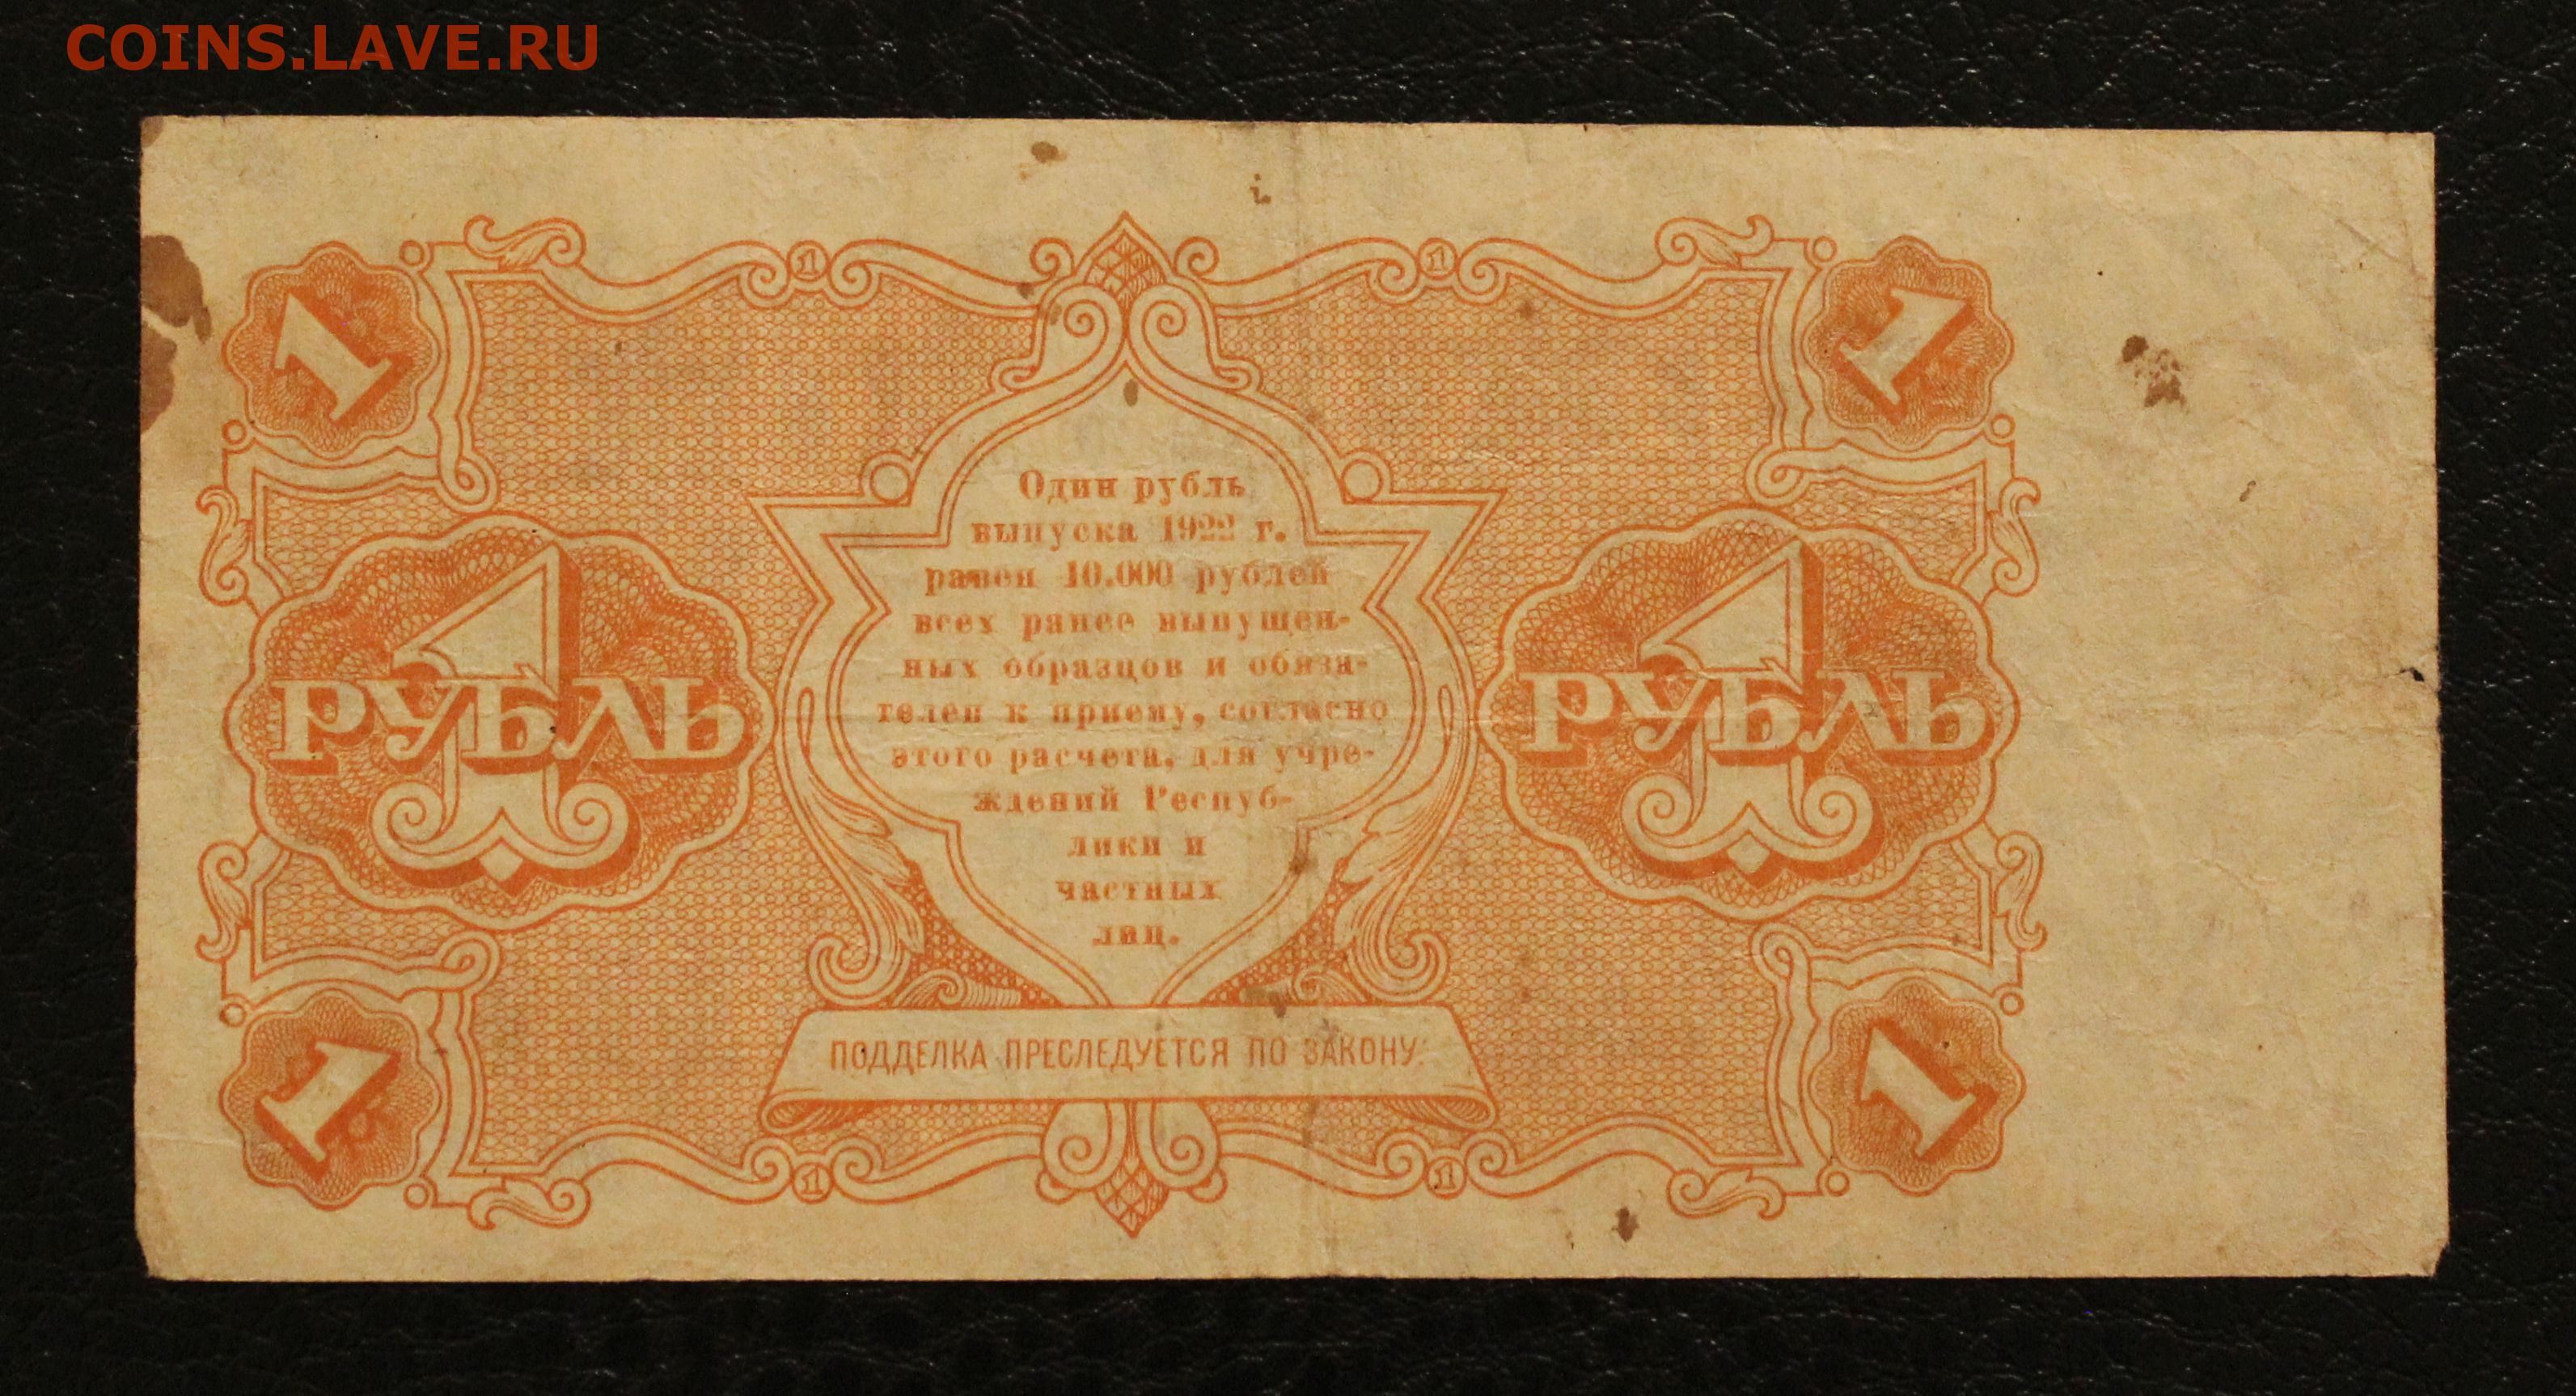 COINS.LAVE.RU
1
1
1
1
Один рубль
выпуска 1922 г.
равен 10.000 рублей
всех ранее выпущен-
ных образцов и обяза-
телен к приему, согласно
этого расчета, для учре-
ждений Респуб-
лики и
частных
лиц.
1
РУБЛЬ
1
РУБЛЬ
ПОДДЕЛКА ПРЕСЛЕДУЕТСЯ ПО ЗАКОНУ.
1
1
1
1